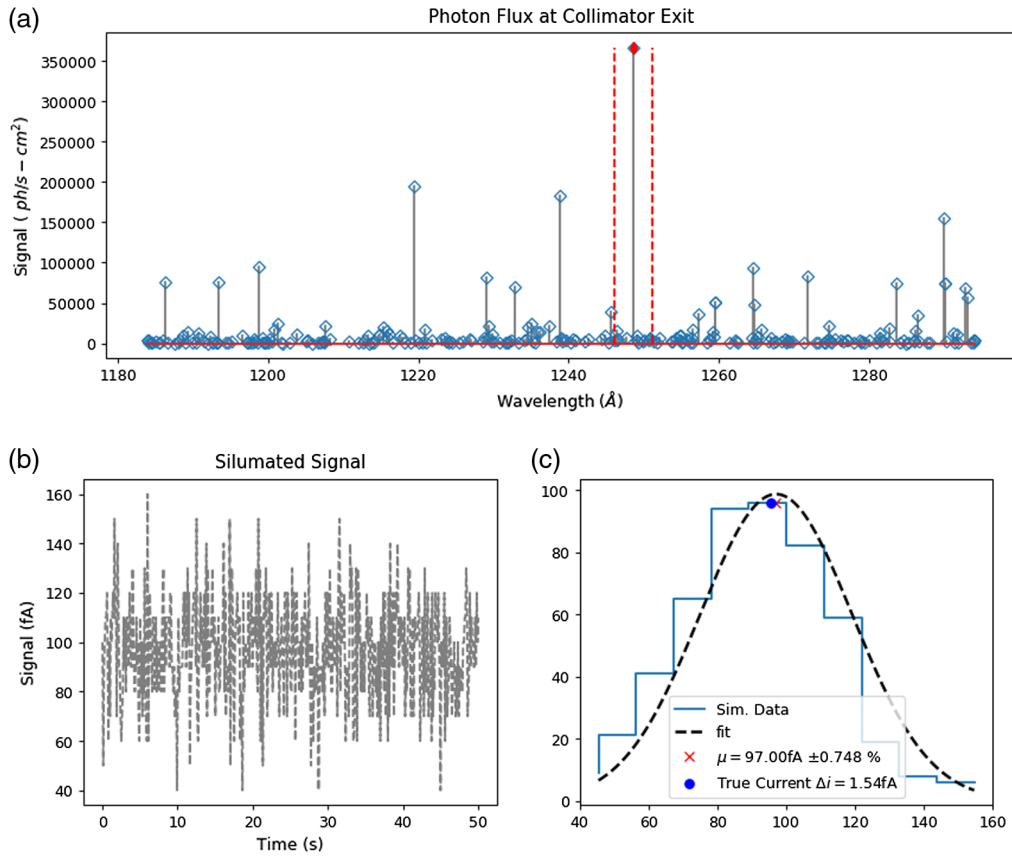 (a)
Photon Flux at Collimator Exit
350000
300000
250000
200000
150000
100000
50000
0
Signal ( ph/s − cm²)
1180 1200 1220 1240 1260 1280
Wavelength (Å)
(b)
Silumated Signal
160
140
120
100
80
60
40
Signal (fA)
0 10 20 30 40 50
Time (s)
(c)
100
80
60
40
20
0
Sim. Data
fit
μ = 97.00fA ±0.748 %
True Current Δi = 1.54fA
40 60 80 100 120 140 160